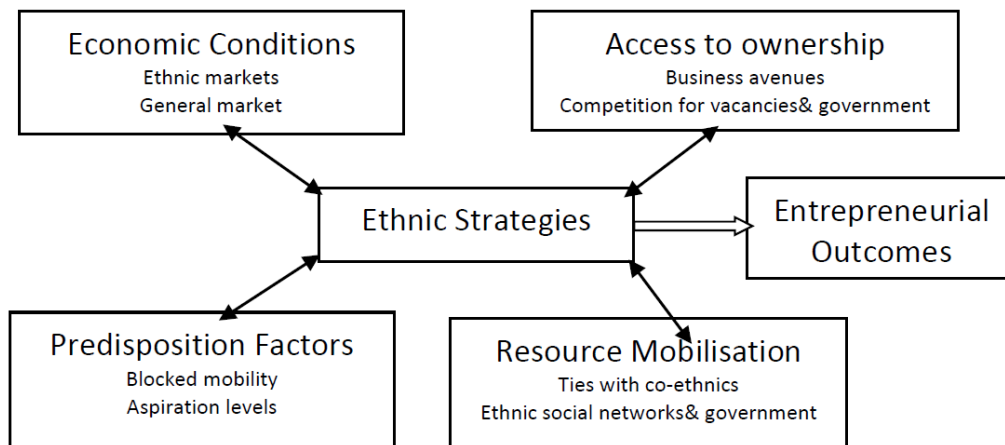 Economic Conditions
Ethnic markets
General market
Access to ownership
Business avenues
Competition for vacancies& government
Ethnic Strategies
Entrepreneurial
Outcomes
Predisposition Factors
Blocked mobility
Aspiration levels
Resource Mobilisation
Ties with co-ethnics
Ethnic social networks& government